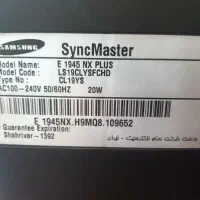 SAMSUNG
SyncMaster
Model Name: E 1945 NX PLUS
Model Code: LS19CLYSFCHD
Type No: CL19YS
AC100-240V 50/60HZ 20W
E 1945NX.H9MQ8.109652
Guarantee Expiration:
Shahrivar-1392